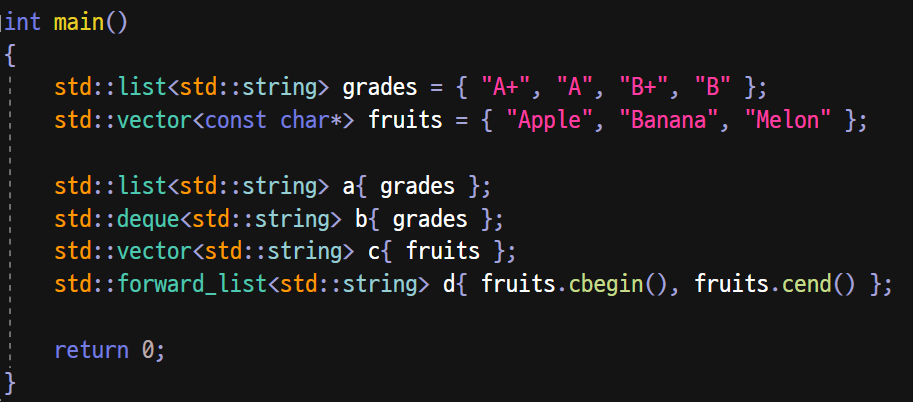 int main()
{
    std::list<std::string> grades = { "A+", "A", "B+", "B" };
    std::vector<const char*> fruits = { "Apple", "Banana", "Melon" };

    std::list<std::string> a{ grades };
    std::deque<std::string> b{ grades };
    std::vector<std::string> c{ fruits };
    std::forward_list<std::string> d{ fruits.cbegin(), fruits.cend() };

    return 0;
}